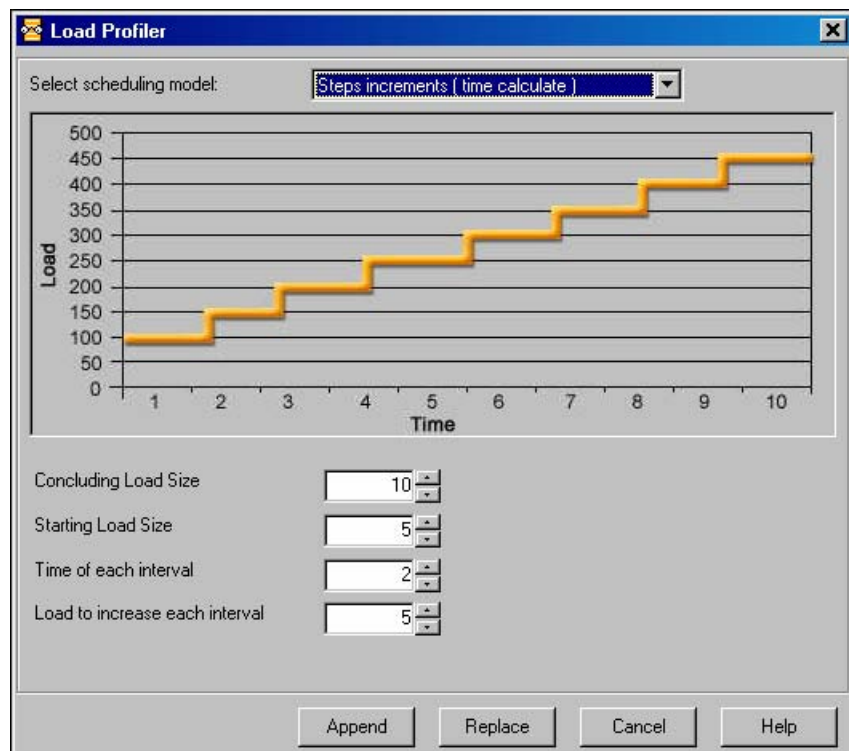 Load Profiler
Select scheduling model: Steps increments ( time calculate )
500
450
400
350
300
250
200
150
100
50
0
Load
1 2 3 4 5 6 7 8 9 10
Time
Concluding Load Size 10
Starting Load Size 5
Time of each interval 2
Load to increase each interval 5
Append Replace Cancel Help